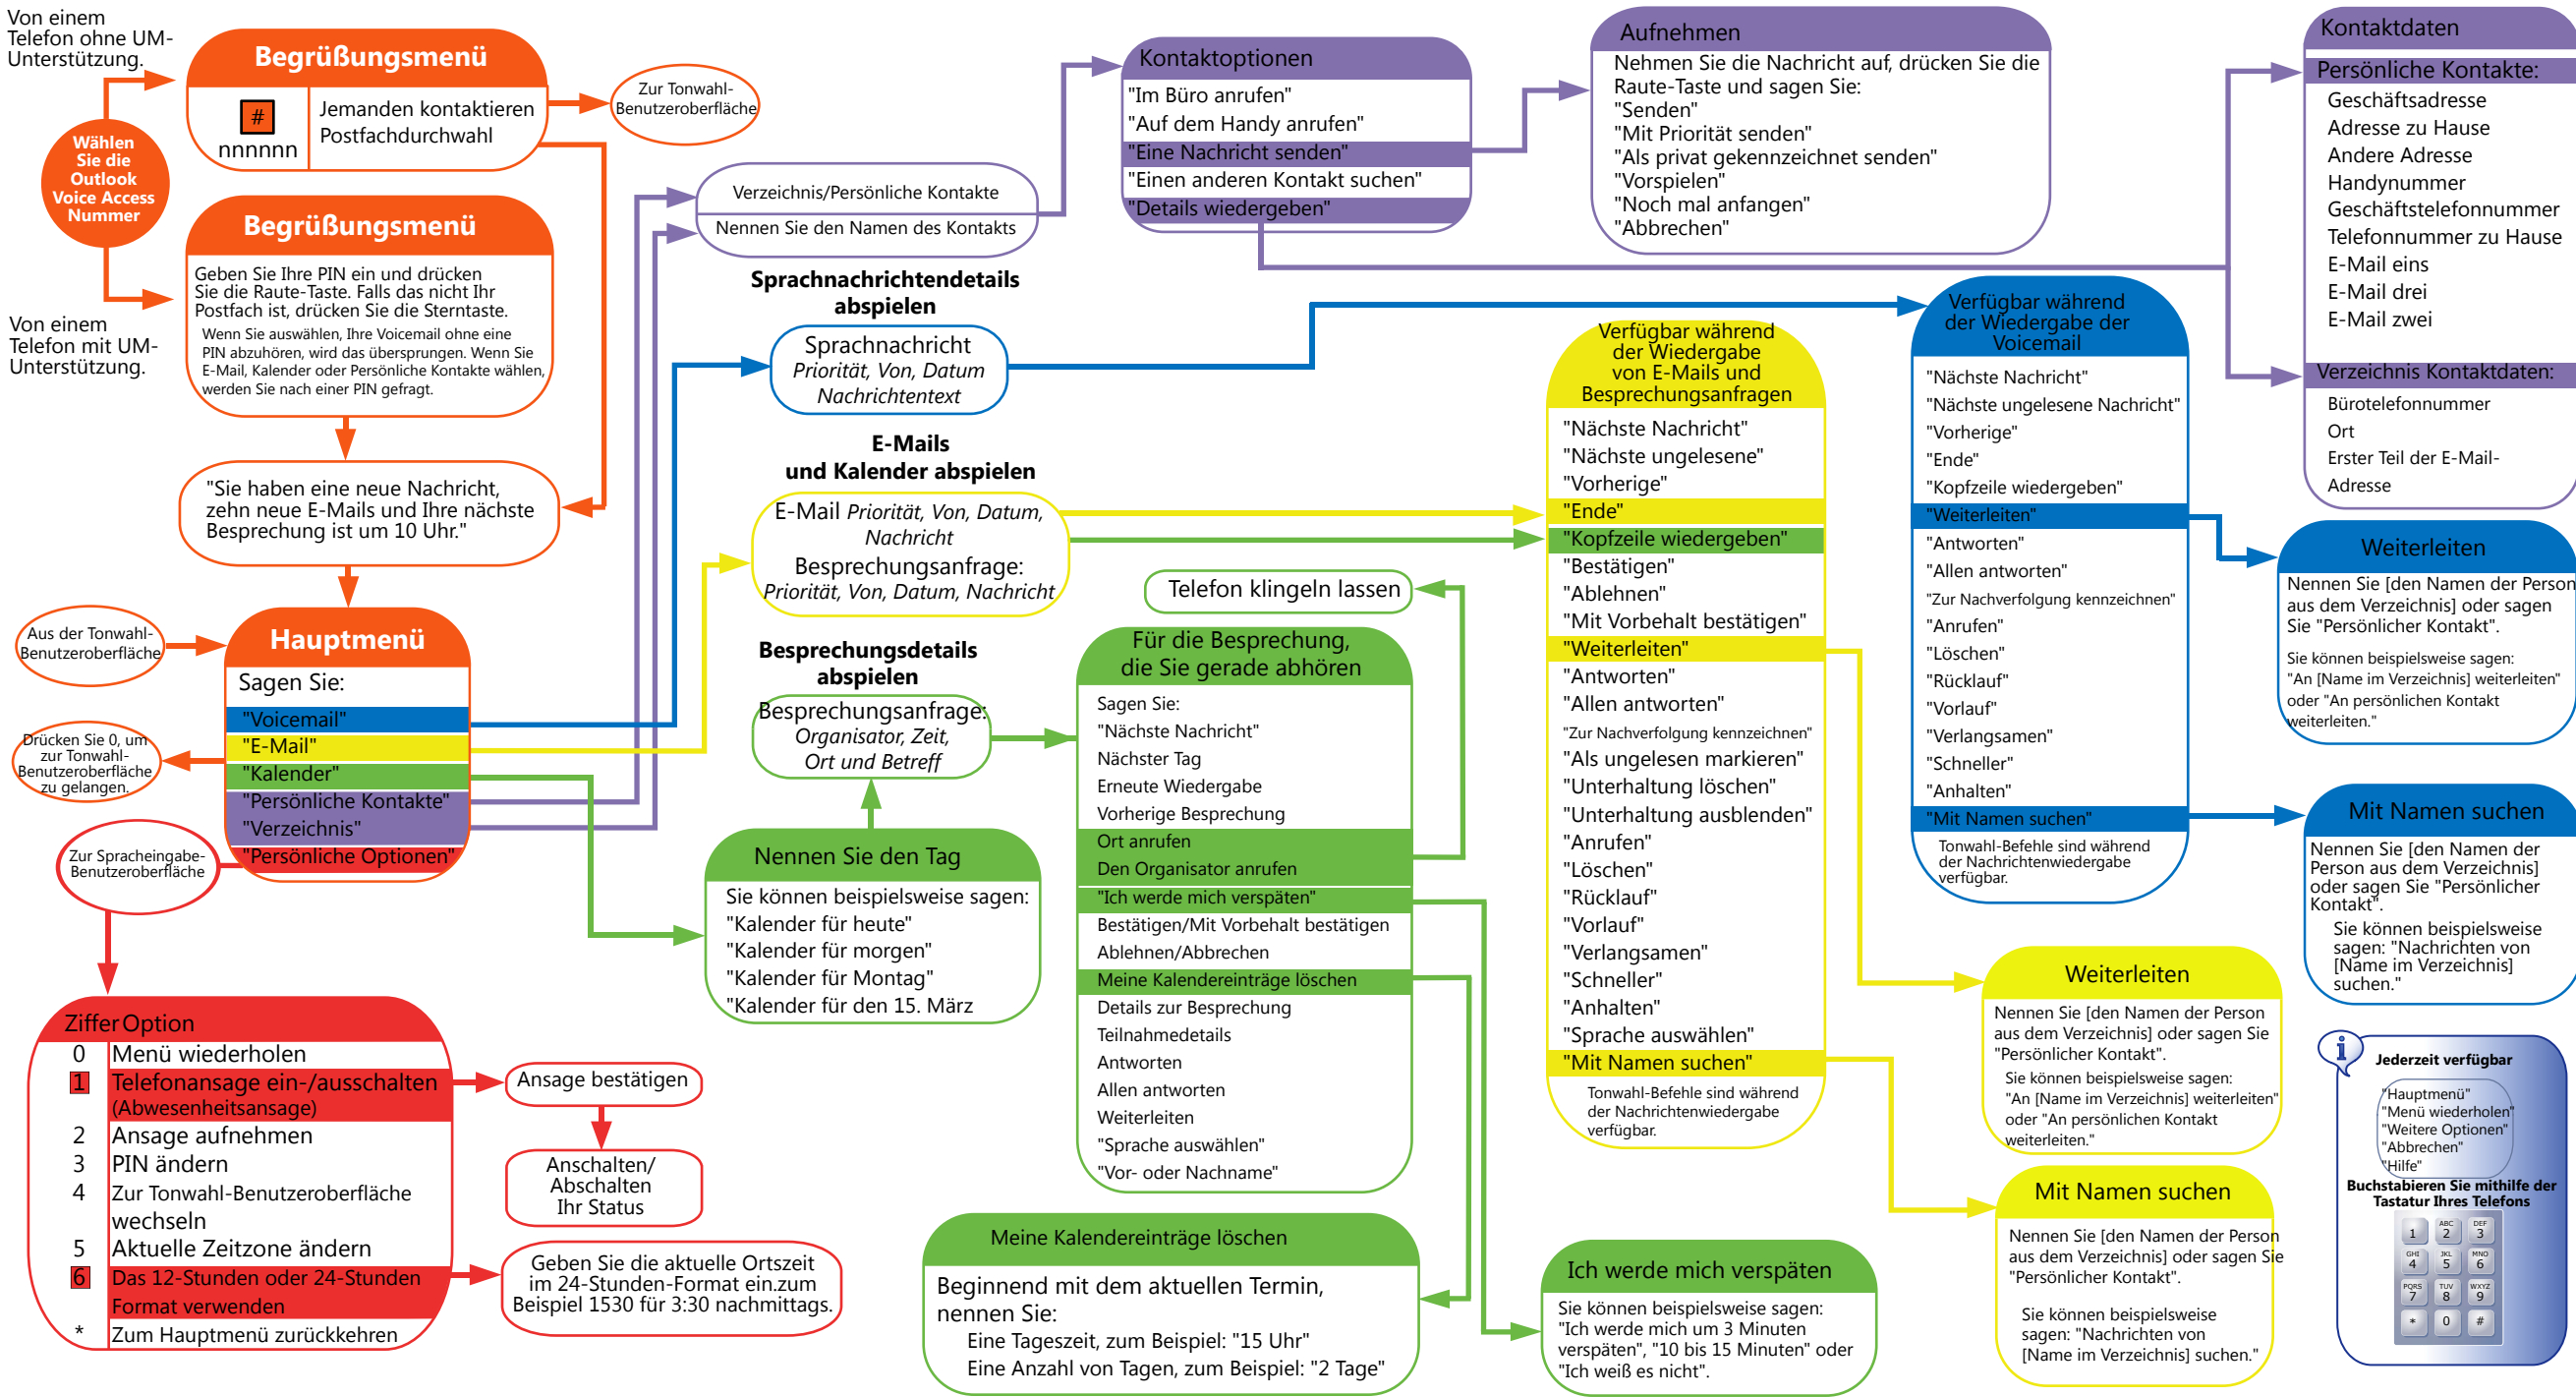 Von einem
Telefon ohne UM-
Unterstützung.
Wählen
Sie die
Outlook
Voice Access
Nummer
Von einem
Telefon mit UM-
Unterstützung.
Begrüßungsmenü
#
nnnnnn
Jemanden kontaktieren
Postfachdurchwahl
Zur Tonwahl-
Benutzeroberfläche
Begrüßungsmenü
Geben Sie Ihre PIN ein und drücken
Sie die Raute-Taste. Falls das nicht Ihr
Postfach ist, drücken Sie die Sterntaste.
Wenn Sie auswählen, Ihre Voicemail ohne eine
PIN abzuhören, wird das übersprungen. Wenn Sie
E-Mail, Kalender oder Persönliche Kontakte wählen,
werden Sie nach einer PIN gefragt.
"Sie haben eine neue Nachricht,
zehn neue E-Mails und Ihre nächste
Besprechung ist um 10 Uhr."
Aus der Tonwahl-
Benutzeroberfläche
Hauptmenü
Sagen Sie:
"Voicemail"
"E-Mail"
"Kalender"
"Persönliche Kontakte"
"Verzeichnis"
"Persönliche Optionen"
Drücken Sie 0, um
zur Tonwahl-
Benutzeroberfläche
zu gelangen.
Zur Spracheingabe-
Benutzeroberfläche
Ziffer Option
0 Menü wiederholen
1 Telefonansage ein-/ausschalten
(Abwesenheitsansage)
2 Ansage aufnehmen
3 PIN ändern
4 Zur Tonwahl-Benutzeroberfläche
wechseln
5 Aktuelle Zeitzone ändern
6 Das 12-Stunden oder 24-Stunden
Format verwenden
* Zum Hauptmenü zurückkehren
Ansage bestätigen
Anschalten/
Abschalten
Ihr Status
Geben Sie die aktuelle Ortszeit
im 24-Stunden-Format ein.zum
Beispiel 1530 für 3:30 nachmittags.
Verzeichnis/Persönliche Kontakte
Nennen Sie den Namen des Kontakts
Sprachnachrichtendetails
abspielen
Sprachnachricht
Priorität, Von, Datum
Nachrichtentext
E-Mails
und Kalender abspielen
E-Mail Priorität, Von, Datum,
Nachricht
Besprechungsanfrage:
Priorität, Von, Datum, Nachricht
Besprechungsdetails
abspielen
Besprechungsanfrage:
Organisator, Zeit,
Ort und Betreff
Nennen Sie den Tag
Sie können beispielsweise sagen:
"Kalender für heute"
"Kalender für morgen"
"Kalender für Montag"
"Kalender für den 15. März
Kontaktoptionen
"Im Büro anrufen"
"Auf dem Handy anrufen"
"Eine Nachricht senden"
"Einen anderen Kontakt suchen"
"Details wiedergeben"
Aufnehmen
Nehmen Sie die Nachricht auf, drücken Sie die
Raute-Taste und sagen Sie:
"Senden"
"Mit Priorität senden"
"Als privat gekennzeichnet senden"
"Vorspielen"
"Noch mal anfangen"
"Abbrechen"
Telefon klingeln lassen
Für die Besprechung,
die Sie gerade abhören
Sagen Sie:
"Nächste Nachricht"
Nächster Tag
Erneute Wiedergabe
Vorherige Besprechung
Ort anrufen
Den Organisator anrufen
"Ich werde mich verspäten"
Bestätigen/Mit Vorbehalt bestätigen
Ablehnen/Abbrechen
Meine Kalendereinträge löschen
Details zur Besprechung
Teilnahmedetails
Antworten
Allen antworten
Weiterleiten
"Sprache auswählen"
"Vor- oder Nachname"
Meine Kalendereinträge löschen
Beginnend mit dem aktuellen Termin,
nennen Sie:
Eine Tageszeit, zum Beispiel: "15 Uhr"
Eine Anzahl von Tagen, zum Beispiel: "2 Tage"
Verfügbar während
der Wiedergabe
von E-Mails und
Besprechungsanfragen
"Nächste Nachricht"
"Nächste ungelesene"
"Vorherige"
"Ende"
"Kopfzeile wiedergeben"
"Bestätigen"
"Ablehnen"
"Mit Vorbehalt bestätigen"
"Weiterleiten"
"Antworten"
"Allen antworten"
"Zur Nachverfolgung kennzeichnen"
"Als ungelesen markieren"
"Unterhaltung löschen"
"Unterhaltung ausblenden"
"Anrufen"
"Löschen"
"Rücklauf"
"Vorlauf"
"Verlangsamen"
"Schneller"
"Anhalten"
"Sprache auswählen"
"Mit Namen suchen"
Tonwahl-Befehle sind während
der Nachrichtenwiedergabe
verfügbar.
Ich werde mich verspäten
Sie können beispielsweise sagen:
"Ich werde mich um 3 Minuten
verspäten", "10 bis 15 Minuten" oder
"Ich weiß es nicht".
Verfügbar während
der Wiedergabe der
Voicemail
"Nächste Nachricht"
"Nächste ungelesene Nachricht"
"Vorherige"
"Ende"
"Kopfzeile wiedergeben"
"Weiterleiten"
"Antworten"
"Allen antworten"
"Zur Nachverfolgung kennzeichnen"
"Anrufen"
"Löschen"
"Rücklauf"
"Vorlauf"
"Verlangsamen"
"Schneller"
"Anhalten"
"Mit Namen suchen"
Tonwahl-Befehle sind während
der Nachrichtenwiedergabe
verfügbar.
Weiterleiten
Nennen Sie [den Namen der Person
aus dem Verzeichnis] oder sagen Sie
"Persönlicher Kontakt".
Sie können beispielsweise sagen:
"An [Name im Verzeichnis] weiterleiten"
oder "An persönlichen Kontakt
weiterleiten."
Mit Namen suchen
Nennen Sie [den Namen der Person
aus dem Verzeichnis] oder sagen Sie
"Persönlicher Kontakt".
Sie können beispielsweise
sagen: "Nachrichten von
[Name im Verzeichnis] suchen."
Kontaktdaten
Persönliche Kontakte:
Geschäftsadresse
Adresse zu Hause
Andere Adresse
Handynummer
Geschäftstelefonnummer
Telefonnummer zu Hause
E-Mail eins
E-Mail drei
E-Mail zwei
Verzeichnis Kontaktdaten:
Bürotelefonnummer
Ort
Erster Teil der E-Mail-
Adresse
Weiterleiten
Nennen Sie [den Namen der Person
aus dem Verzeichnis] oder sagen
Sie "Persönlicher Kontakt".
Sie können beispielsweise sagen:
"An [Name im Verzeichnis] weiterleiten"
oder "An persönlichen Kontakt
weiterleiten."
Mit Namen suchen
Nennen Sie [den Namen der
Person aus dem Verzeichnis]
oder sagen Sie "Persönlicher
Kontakt".
Sie können beispielsweise
sagen: "Nachrichten von
[Name im Verzeichnis]
suchen."
i
Jederzeit verfügbar
"Hauptmenü"
"Menü wiederholen"
"Weitere Optionen"
"Abbrechen"
"Hilfe"
Buchstabieren Sie mithilfe der
Tastatur Ihres Telefons
ABC DEF
1 2 3
GHI JKL MNO
4 5 6
PQRS TUV WXYZ
7 8 9
* 0 #